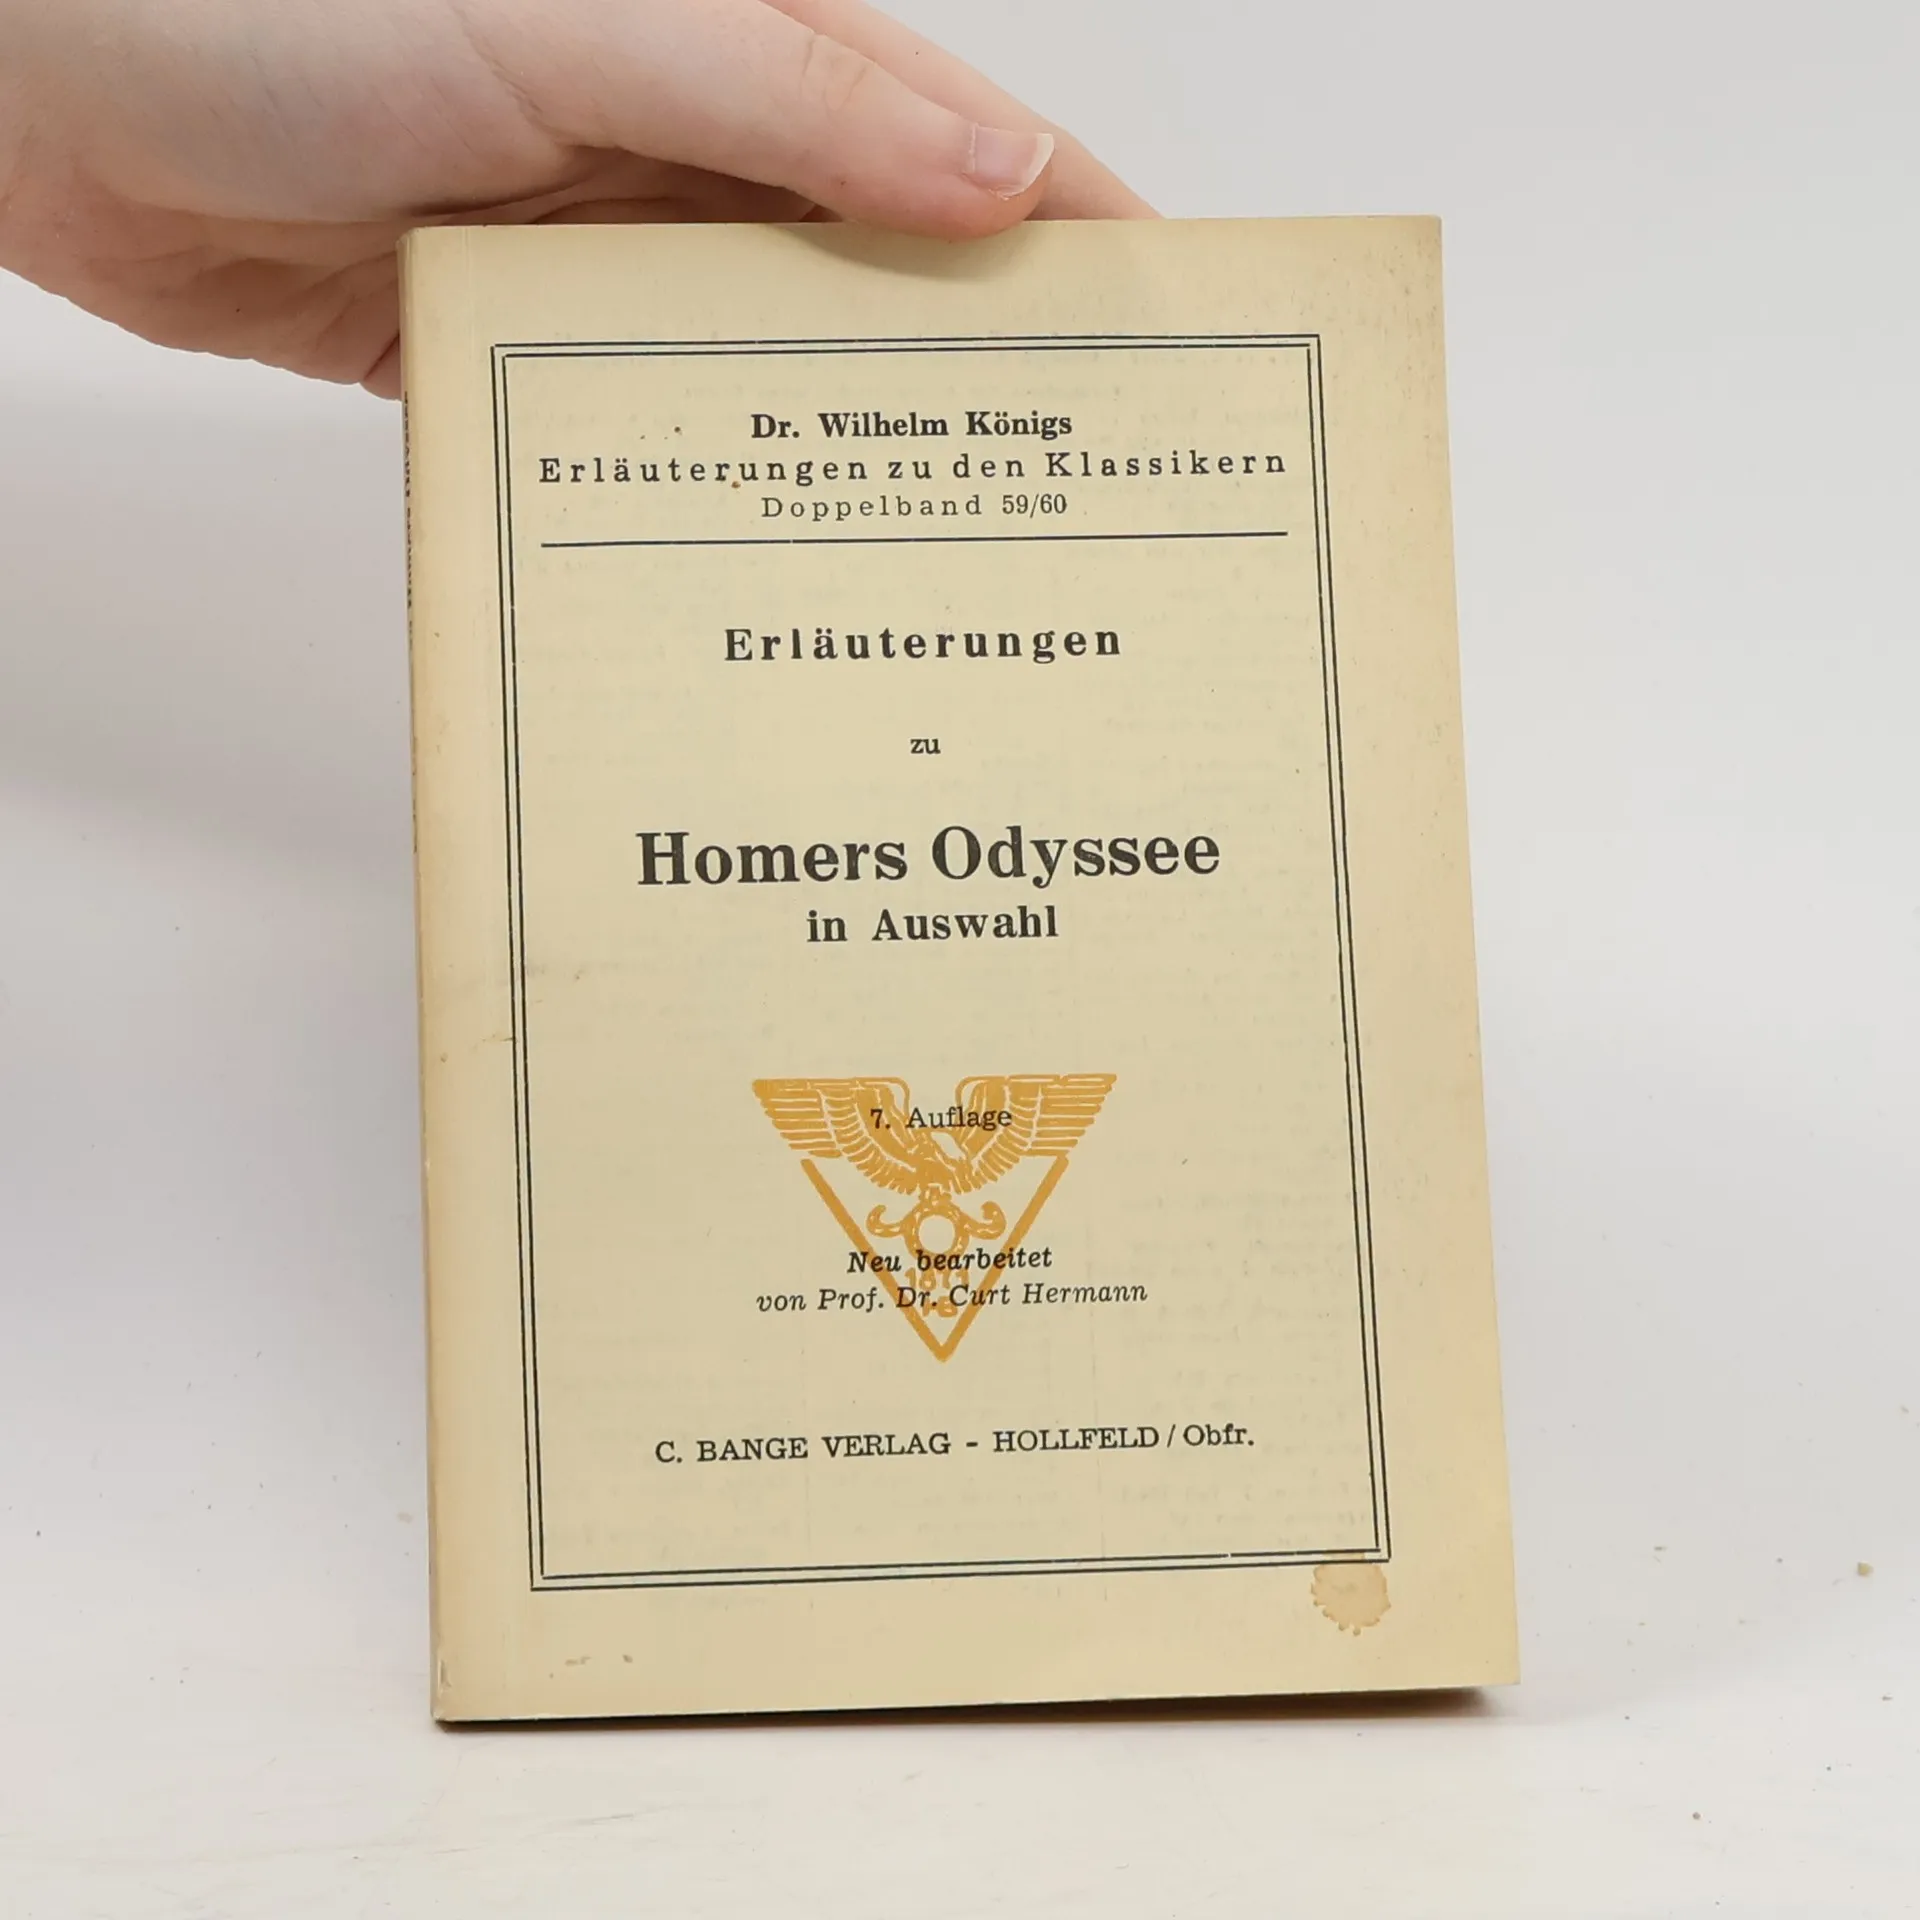 Dr. Wilhelm Königs
Erläuterungen zu den Klassikern
Doppelband 59/60
Erläuterungen
zu
Homers Odyssee
in Auswahl
7. Auflage
Neu bearbeitet
1871
von Prof. Dr. Curt Hermann
C. BANGE VERLAG - HOLLFELD / Obfr.